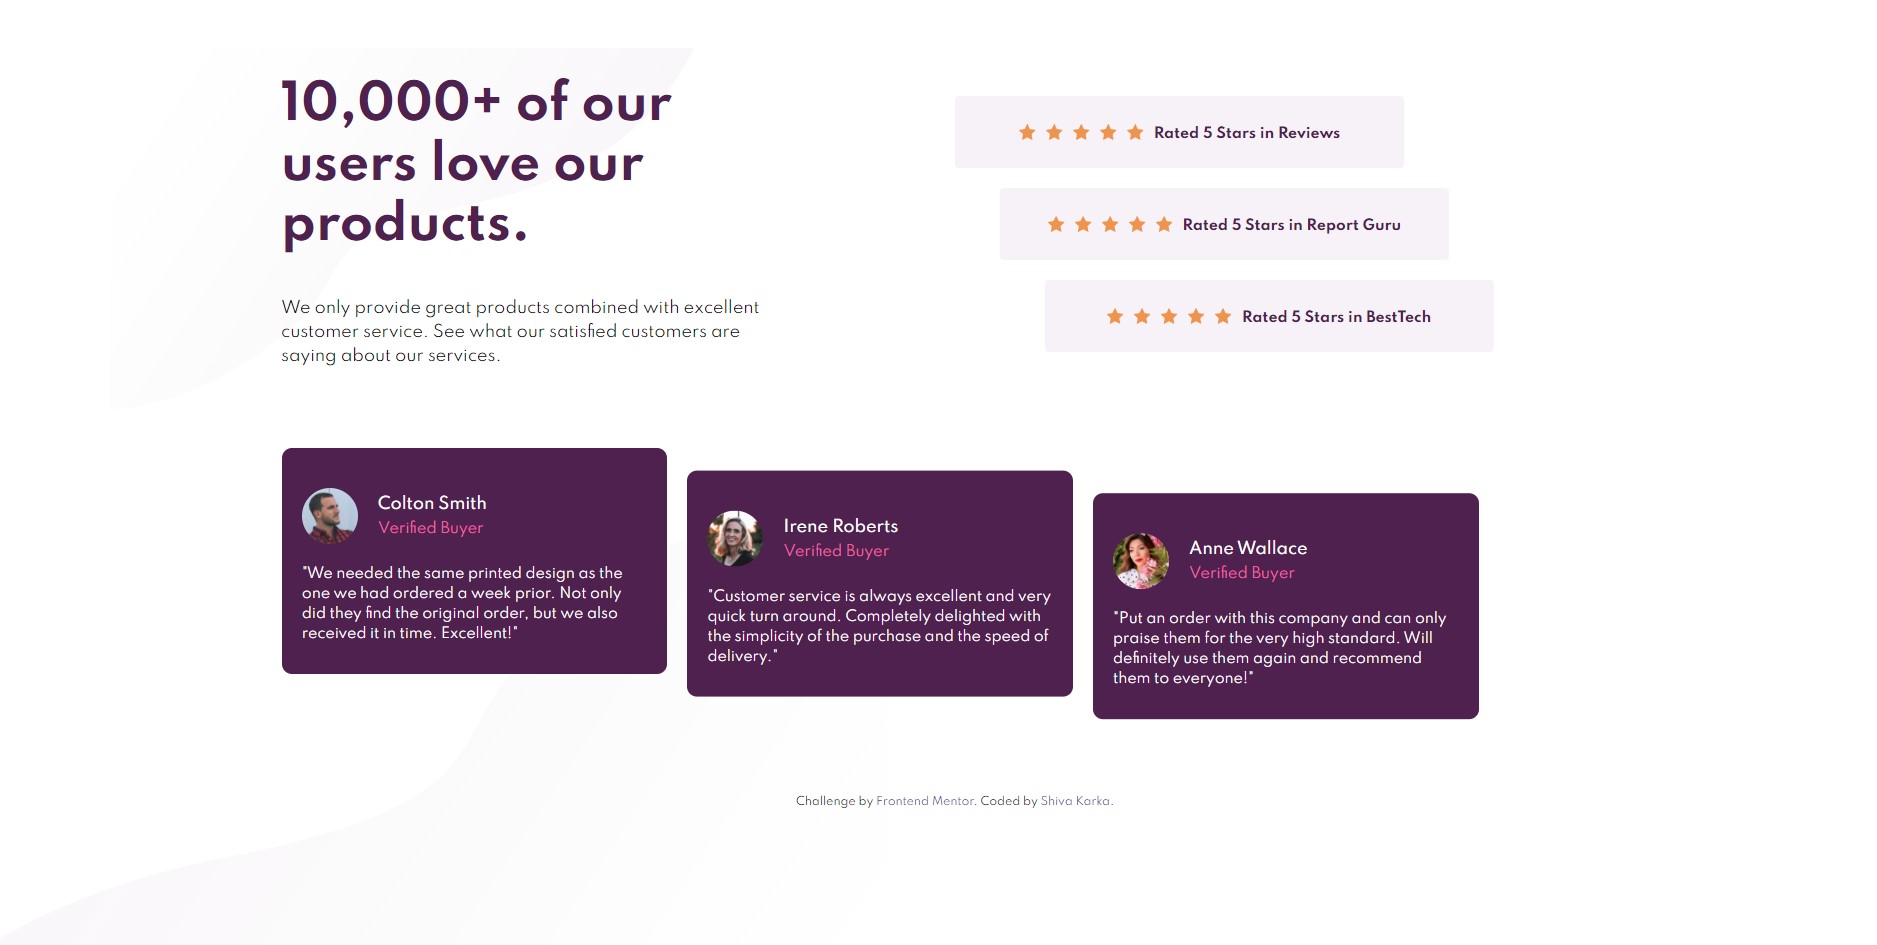 10,000+ of our
users love our
products.
We only provide great products combined with excellent
customer service. See what our satisfied customers are
saying about our services.
Rated 5 Stars in Reviews
Rated 5 Stars in Report Guru
Rated 5 Stars in BestTech
Colton Smith
Verified Buyer
"We needed the same printed design as the
one we had ordered a week prior. Not only
did they find the original order, but we also
received it in time. Excellent!"
Irene Roberts
Verified Buyer
"Customer service is always excellent and very
quick turn around. Completely delighted with
the simplicity of the purchase and the speed of
delivery."
Anne Wallace
Verified Buyer
"Put an order with this company and can only
praise them for the very high standard. Will
definitely use them again and recommend
them to everyone!"
Challenge by Frontend Mentor. Coded by Shiva Karka.